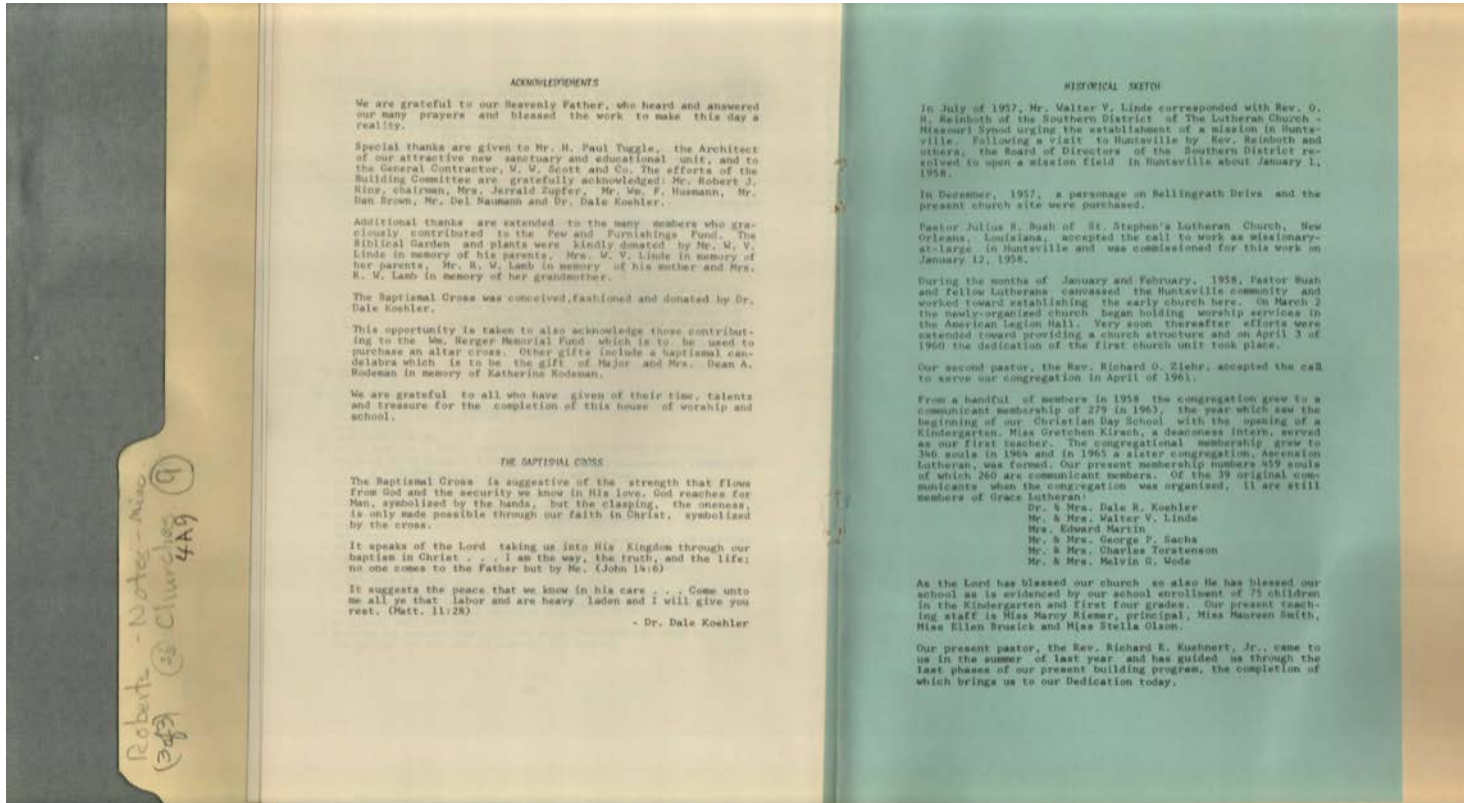 Roberts - Notes - misc
(3 of 3) (36) Churches (9)
4A9
ACKNOWLEDGEMENTS
We are grateful to our Heavenly Father, who heard and answered
our many prayers and blessed the work to make this day a
reality.
Special thanks are given to Mr. H. Paul Tuggle, the Architect
of our attractive new sanctuary and educational unit, and to
the General Contractor, W. W. Scott and Co. The efforts of the
Building Committee are gratefully acknowledged: Mr. Robert J.
chairman, Mrs. Jerrald Zupfer, Mr. Wm. F. Husmann, Mr.
Dan Brown, Mr. Del Naumann and Dr. Dale Koehler.
Additional thanks are extended to the many members who gra-
ciously contributed to the Pew and Furnishings Fund. The
Biblical Garden and plants were kindly donated by Mr. W. V.
Linde in memory of his parents, Mrs. W. V. Linde in memory of
her parents, Mr. R. W. Lamb in memory of his mother and Mrs.
R. W. Lamb in memory of her grandmother.
The Baptismal Cross was conceived,fashioned and donated by Dr.
Dale Koehler.
This opportunity is taken to also acknowledge those contribut-
ing to the Wm. Nerger Memorial Fund which is to be used to
purchase an altar cross. Other gifts include a baptismal can-
delabra which is to be the gift of Major and Mrs. Dean A.
Rodeman in memory of Katherine Rodeman.
We are grateful to all who have given of their time, talents
and treasure for the completion of this house of worship and
school.
THE BAPTISMAL CROSS
The Baptismal Cross is suggestive of the strength that flows
from God and the security we know in His love. God reaches for
Man, symbolized by the hands, but the clasping, the oneness,
is only made possible through our faith in Christ, symbolized
by the cross.
It speaks of the Lord taking us into His Kingdom through our
baptism in Christ . . . I am the way, the truth, and the life;
no one comes to the Father but by Me. (John 14:6)
It suggests the peace that we know in his care . . . Come unto
me all ye that labor and are heavy laden and I will give you
rest. (Matt. 11:28)
- Dr. Dale Koehler
HISTORICAL SKETCH
In July of 1957, Mr. Walter V. Linde corresponded with Rev. O.
H. Reinboth of the Southern District of The Lutheran Church -
Missouri Synod urging the establishment of a mission in Hunts-
ville. Following a visit to Huntsville by Rev. Reinboth and
others, the Board of Directors of the Southern District re-
solved to open a mission field in Huntsville about January 1,
1958.
In December, 1957, a parsonage on Bellingrath Drive and the
present church site were purchased.
Pastor Julius B. Bush of St. Stephen's Lutheran Church, New
Orleans, Louisiana, accepted the call to work as missionary-
at-large in Huntsville and was commissioned for this work on
January 12, 1958.
During the months of January and February, 1958, Pastor Bush
and fellow Lutherans canvassed the Huntsville community and
worked toward establishing the early church here. On March 2
the newly-organized church began holding worship services in
the American Legion Hall. Very soon thereafter efforts were
extended toward providing a church structure and on April 3 of
1960 the dedication of the first church unit took place.
Our second pastor, the Rev. Richard O. Ziehr, accepted the call
to serve our congregation in April of 1961.
From a handful of members in 1958 the congregation grew to a
communicant membership of 279 in 1963, the year which saw the
beginning of our Christian Day School with the opening of a
Kindergarten. Miss Gretchen Kirsch, a deaconess intern, served
as our first teacher. The congregational membership grew to
346 souls in 1964 and in 1965 a sister congregation, Ascension
Lutheran, was formed. Our present membership numbers 459 souls
of which 260 are communicant members. Of the 39 original com-
municants when the congregation was organized, 11 are still
members of Grace Lutheran:
Dr. & Mrs. Dale R. Koehler
Mr. & Mrs. Walter V. Linde
Mrs. Edward Martin
Mr. & Mrs. George P. Sachs
Mr. & Mrs. Charles Torstenson
Mr. & Mrs. Melvin G. Wode
As the Lord has blessed our church so also He has blessed our
school as is evidenced by our school enrollment of 75 children
in the Kindergarten and first four grades. Our present teach-
ing staff is Miss Marcy Riemer, principal, Miss Maureen Smith,
Miss Ellen Brusick and Miss Stella Olson.
Our present pastor, the Rev. Richard E. Kuehnert, Jr., came to
us in the summer of last year and has guided us through the
last phases of our present building program, the completion of
which brings us to our Dedication today.